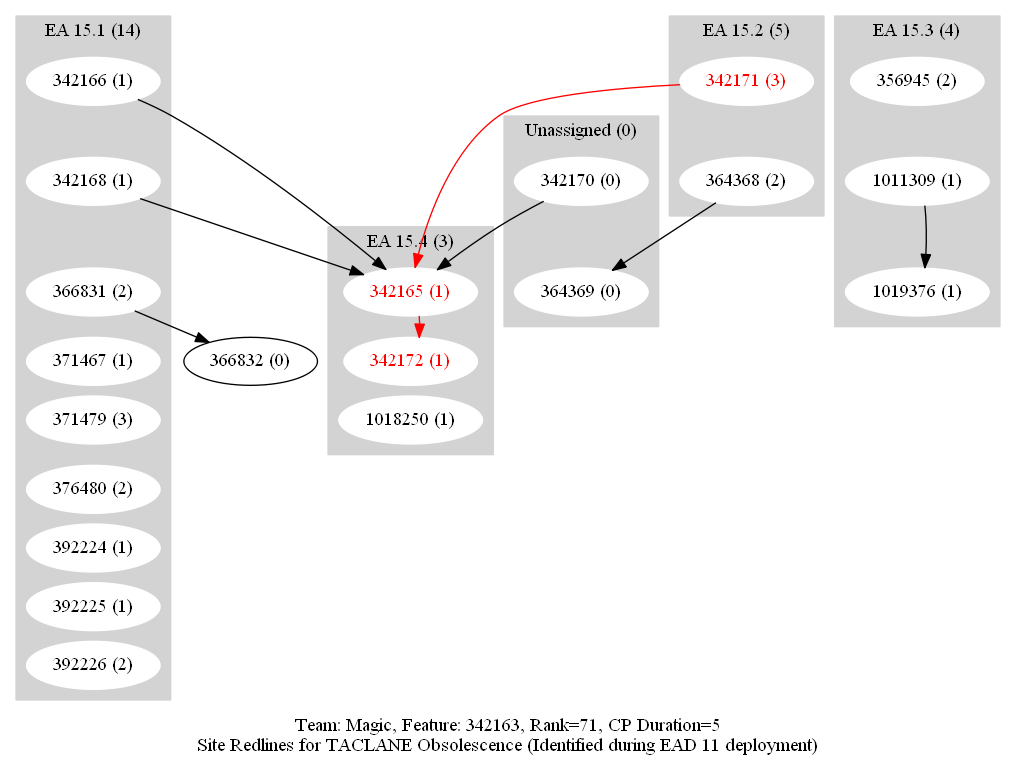 EA 15.1 (14)
342166 (1)
342168 (1)
366831 (2)
371467 (1)
371479 (3)
376480 (2)
392224 (1)
392225 (1)
392226 (2)
366832 (0)
EA 15.4 (3)
342165 (1)
342172 (1)
1018250 (1)
Unassigned (0)
342170 (0)
364369 (0)
EA 15.2 (5)
342171 (3)
364368 (2)
EA 15.3 (4)
356945 (2)
1011309 (1)
1019376 (1)
Team: Magic, Feature: 342163, Rank=71, CP Duration=5
Site Redlines for TACLANE Obsolescence (Identified during EAD 11 deployment)